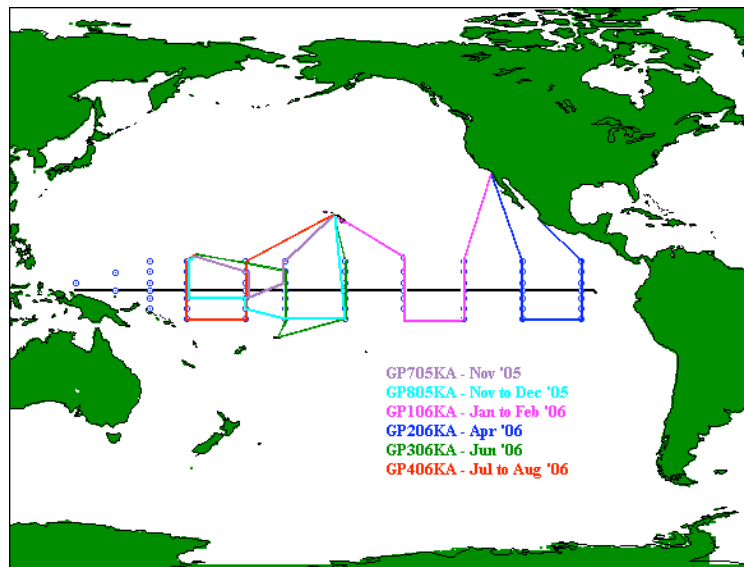 GP705KA - Nov '05
GP805KA - Nov to Dec '05
GP106KA - Jan to Feb '06
GP206KA - Apr '06
GP306KA - Jun '06
GP406KA - Jul to Aug '06